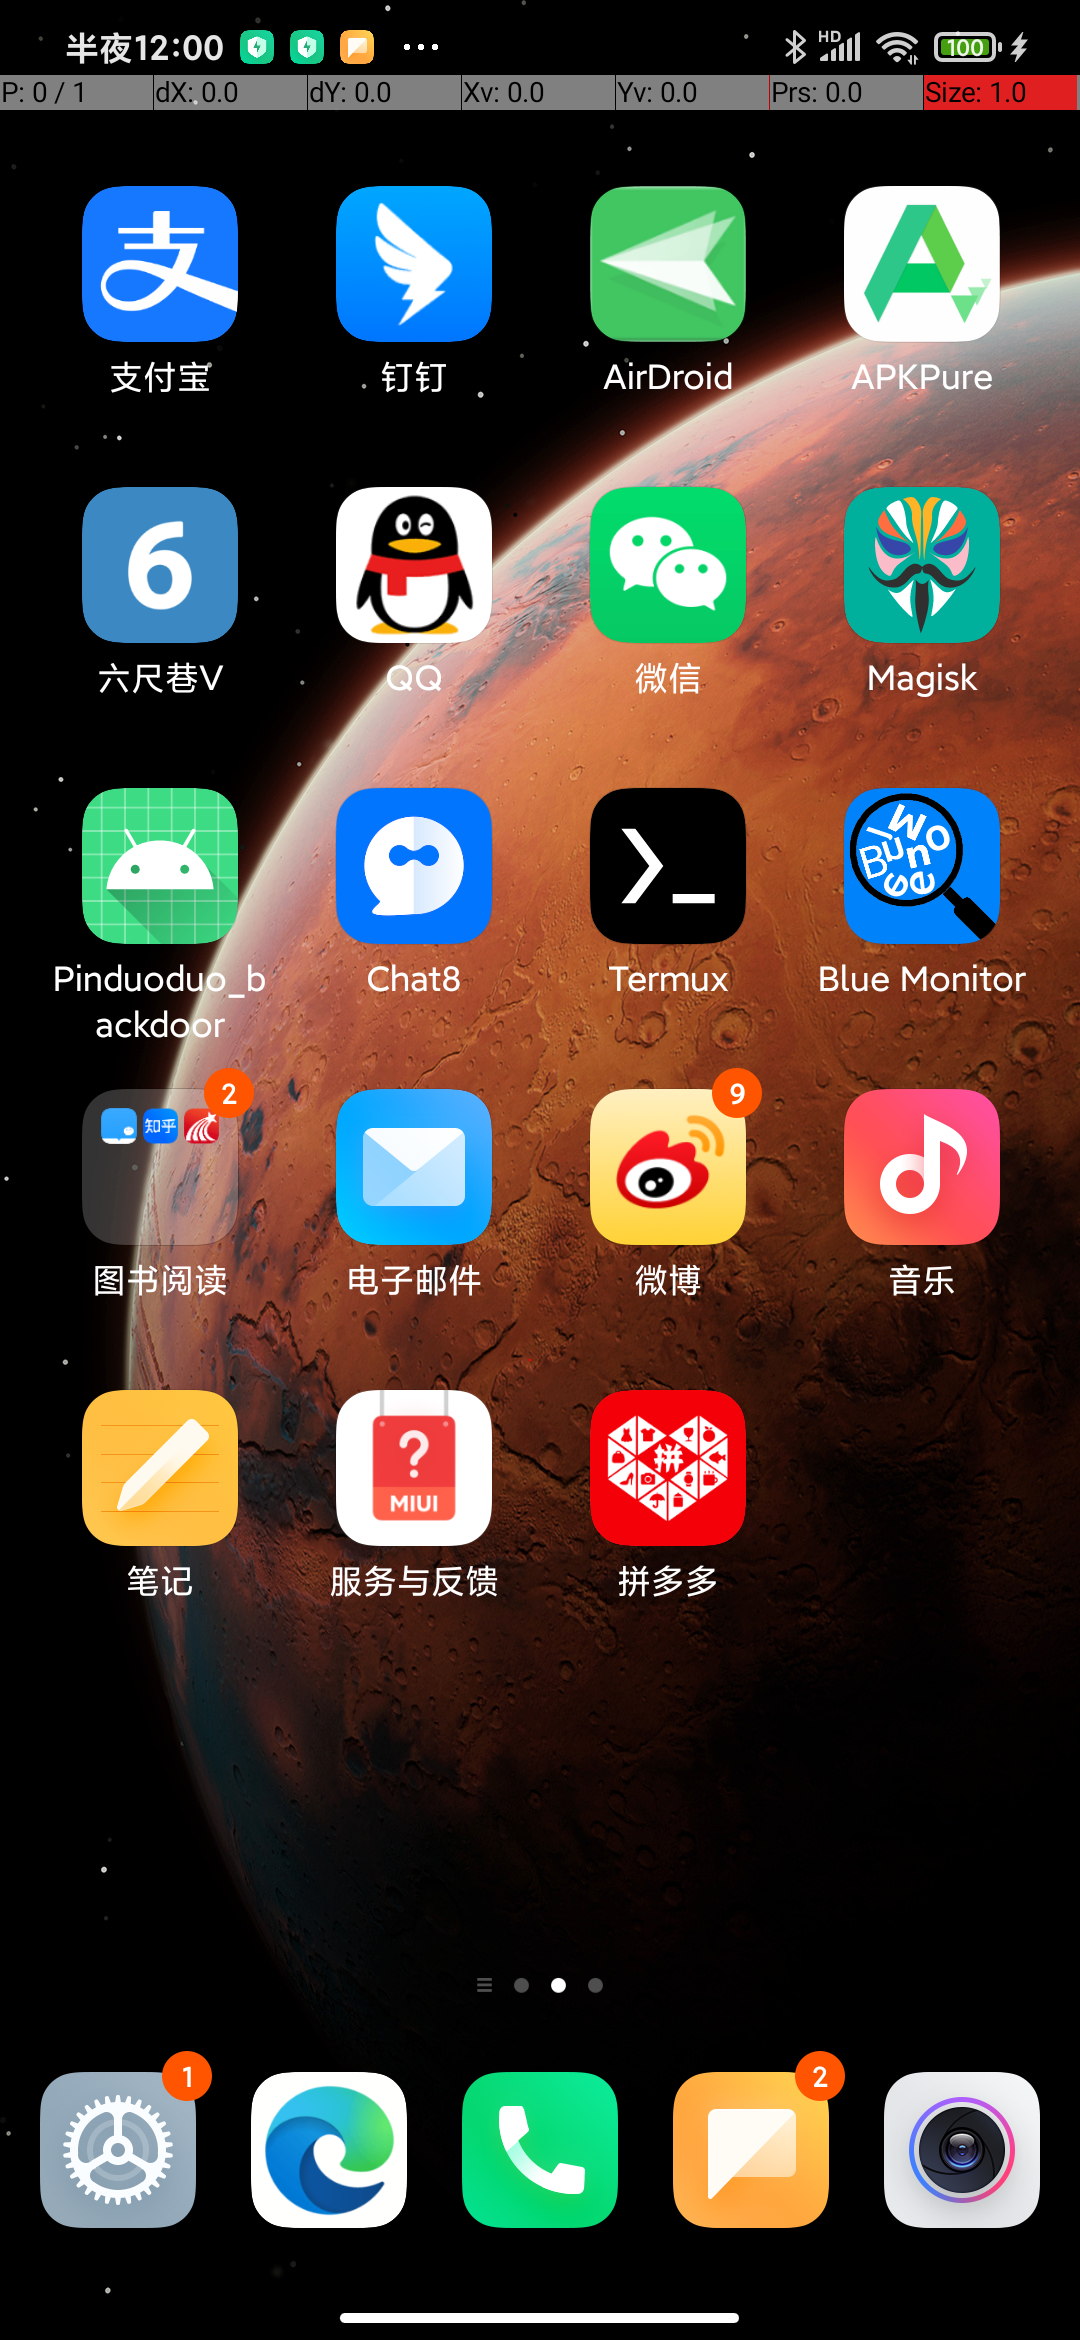 半夜12:00
HD
100
P: 0 / 1
dX: 0.0
dY: 0.0
Xv: 0.0
Yv: 0.0
Prs: 0.0
Size: 1.0
支
支付宝
钉钉
AirDroid
APKPure
6
六尺巷V
QQ
微信
Magisk
Pinduoduo_b
ackdoor
Chat8
Termux
Blue Monitor
2
知乎
图书阅读
电子邮件
9
微博
音乐
笔记
?
MIUI
服务与反馈
拼
拼多多
1
2